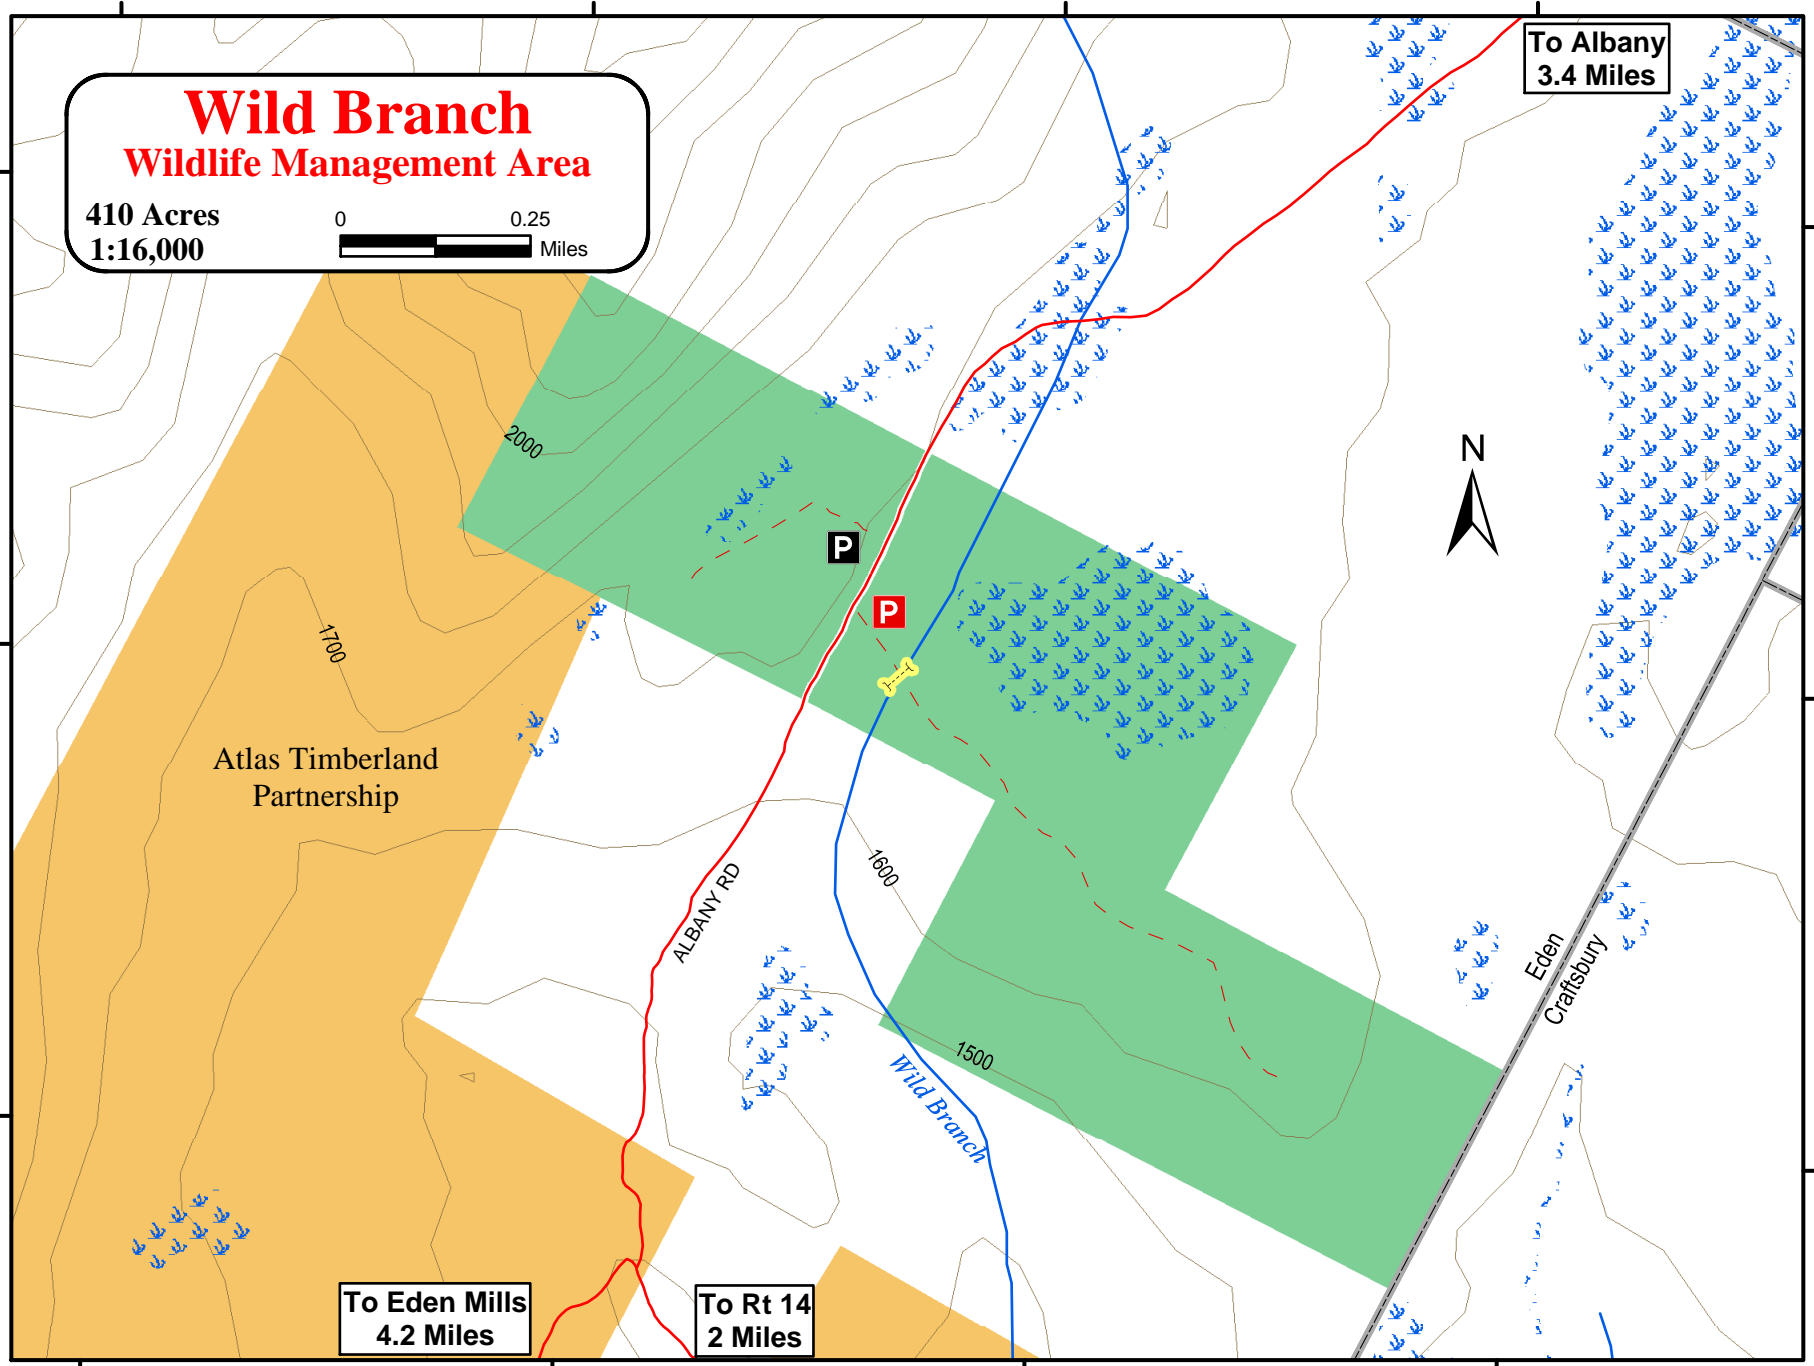 To Albany
3.4 Miles
Wild Branch
Wildlife Management Area
410 Acres
1:16,000
0 0.25
Miles
2000
N
P
P
1700
Atlas Timberland
Partnership
1600
ALBANY RD
Eden
Craftsbury
1500
Wild Branch
To Eden Mills
4.2 Miles
To Rt 14
2 Miles